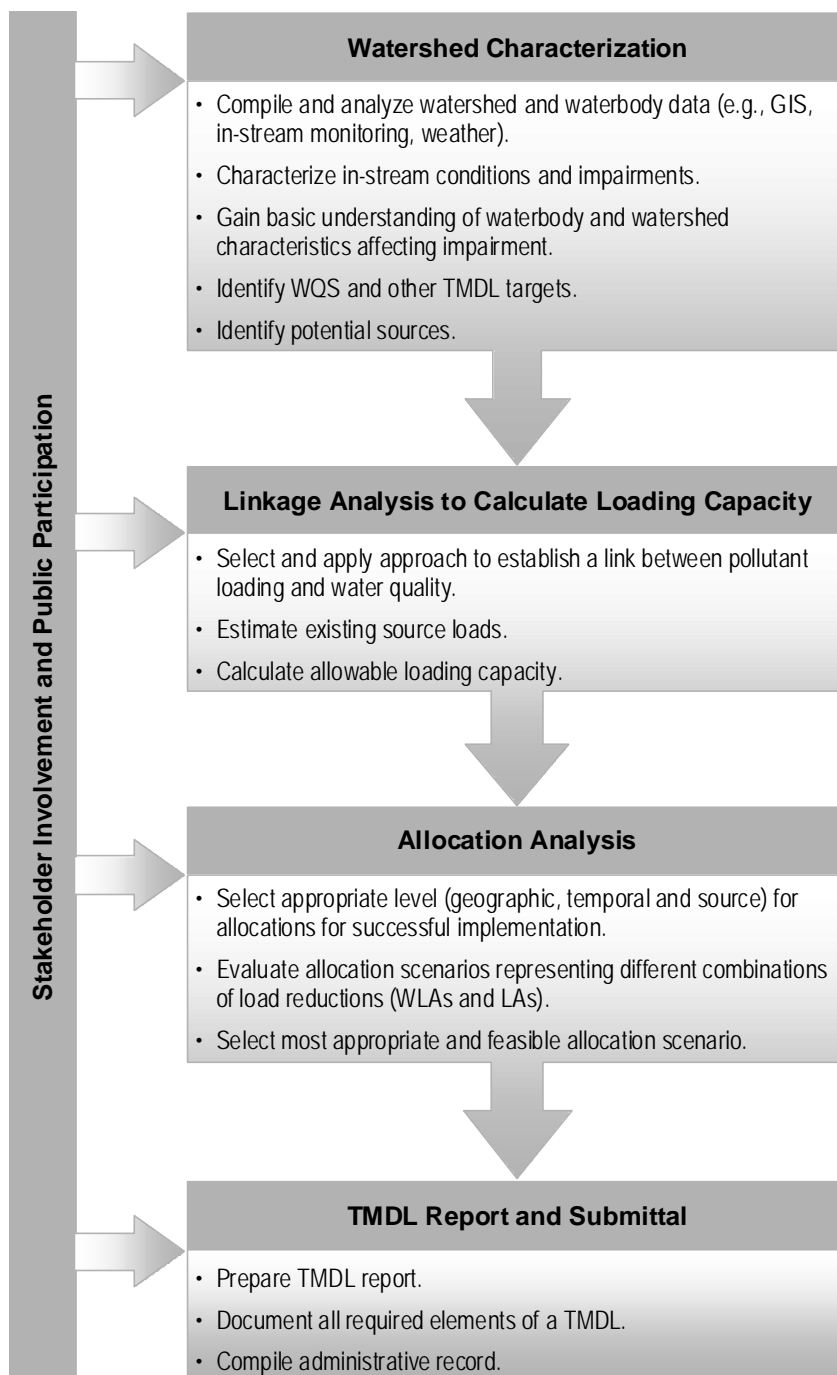 Stakeholder Involvement and Public Participation
Watershed Characterization
• Compile and analyze watershed and waterbody data (e.g., GIS,
in-stream monitoring, weather).
• Characterize in-stream conditions and impairments.
• Gain basic understanding of waterbody and watershed
characteristics affecting impairment.
• Identify WQS and other TMDL targets.
• Identify potential sources.
Linkage Analysis to Calculate Loading Capacity
• Select and apply approach to establish a link between pollutant
loading and water quality.
• Estimate existing source loads.
• Calculate allowable loading capacity.
Allocation Analysis
• Select appropriate level (geographic, temporal and source) for
allocations for successful implementation.
• Evaluate allocation scenarios representing different combinations
of load reductions (WLAs and LAs).
• Select most appropriate and feasible allocation scenario.
TMDL Report and Submittal
• Prepare TMDL report.
• Document all required elements of a TMDL.
• Compile administrative record.